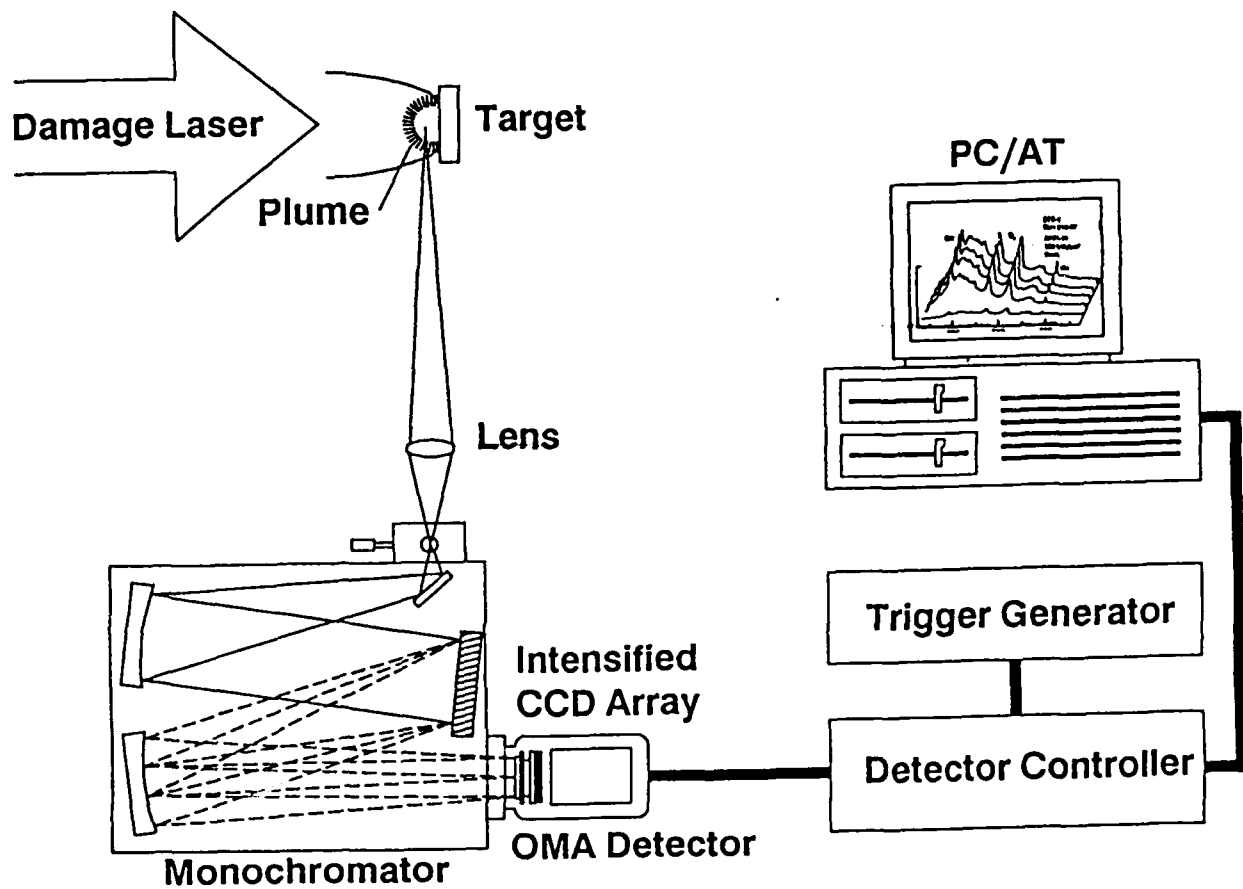 Damage Laser
Target
Plume
PC/AT
Lens
Trigger Generator
Intensified
CCD Array
Detector Controller
OMA Detector
Monochromator